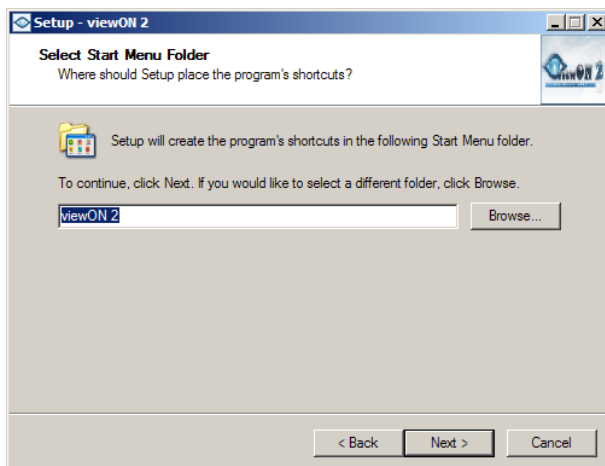 Setup - viewON 2
Select Start Menu Folder
Where should Setup place the program's shortcuts?
viewON 2
Setup will create the program's shortcuts in the following Start Menu folder.
To continue, click Next. If you would like to select a different folder, click Browse.
viewON 2
Browse...
< Back
Next >
Cancel